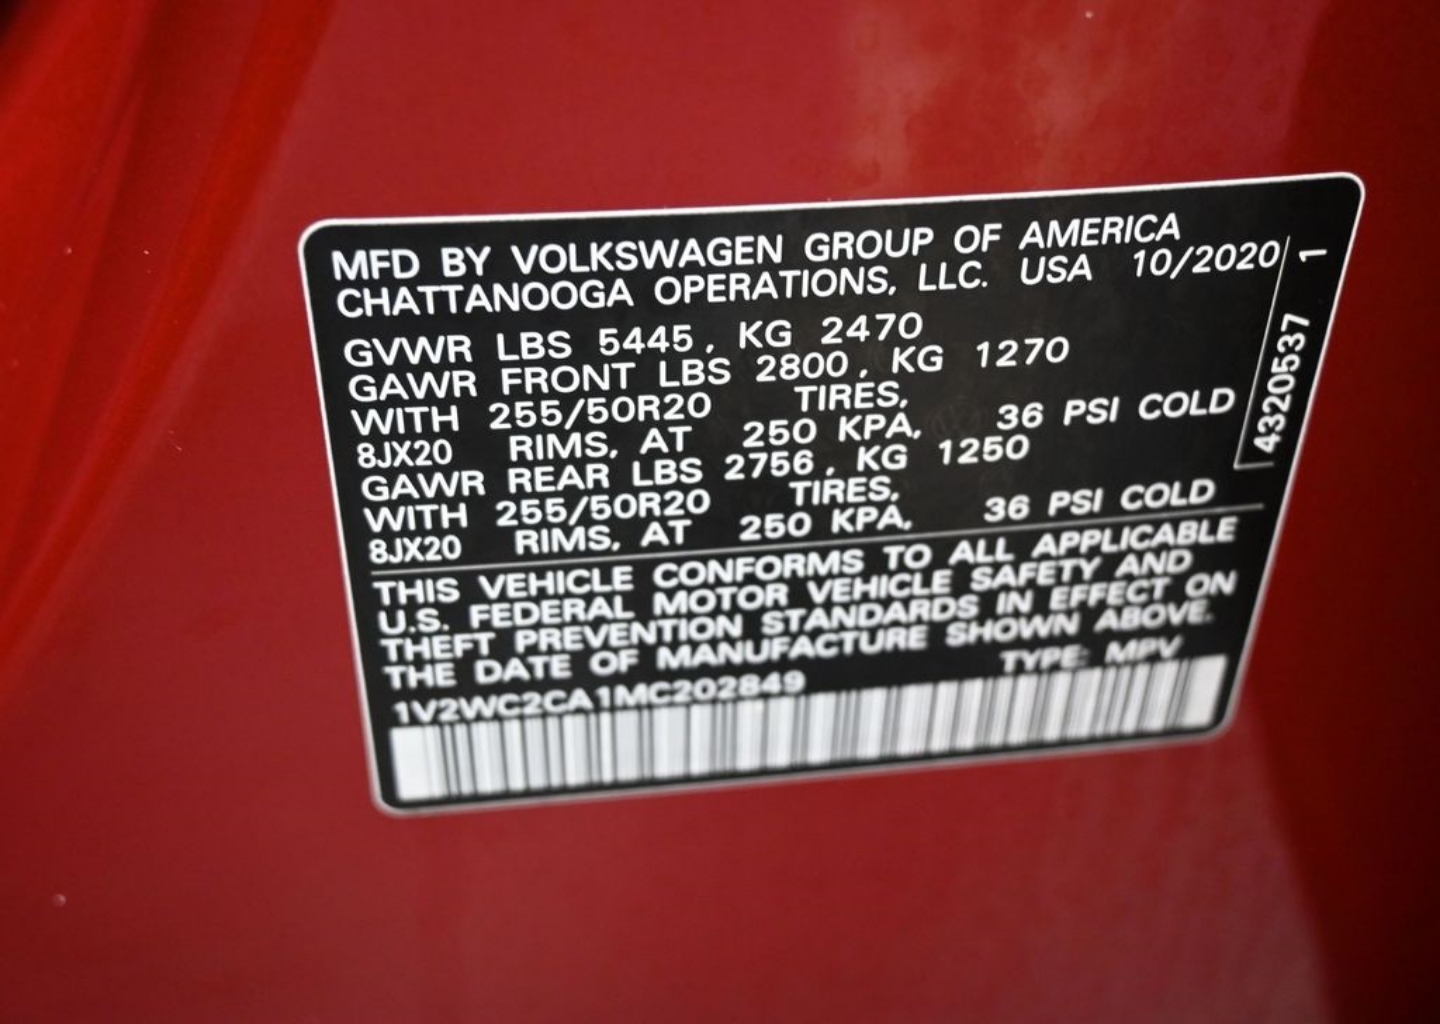 MFD BY VOLKSWAGEN GROUP OF AMERICA
CHATTANOOGA OPERATIONS, LLC. USA 10/2020
GVWR LBS 5445, KG 2470
GAWR FRONT LBS 2800, KG 1270
WITH 255/50R20 TIRES,
8JX20 RIMS, AT 250 KPA, 36 PSI COLD
GAWR REAR LBS 2756, KG 1250
WITH 255/50R20 TIRES,
8JX20 RIMS, AT 250 KPA, 36 PSI COLD
THIS VEHICLE CONFORMS TO ALL APPLICABLE
U.S. FEDERAL MOTOR VEHICLE SAFETY AND
THEFT PREVENTION STANDARDS IN EFFECT ON
THE DATE OF MANUFACTURE SHOWN ABOVE.
1V2WC2CA1MC202849 TYPE: MPV
4320537 1